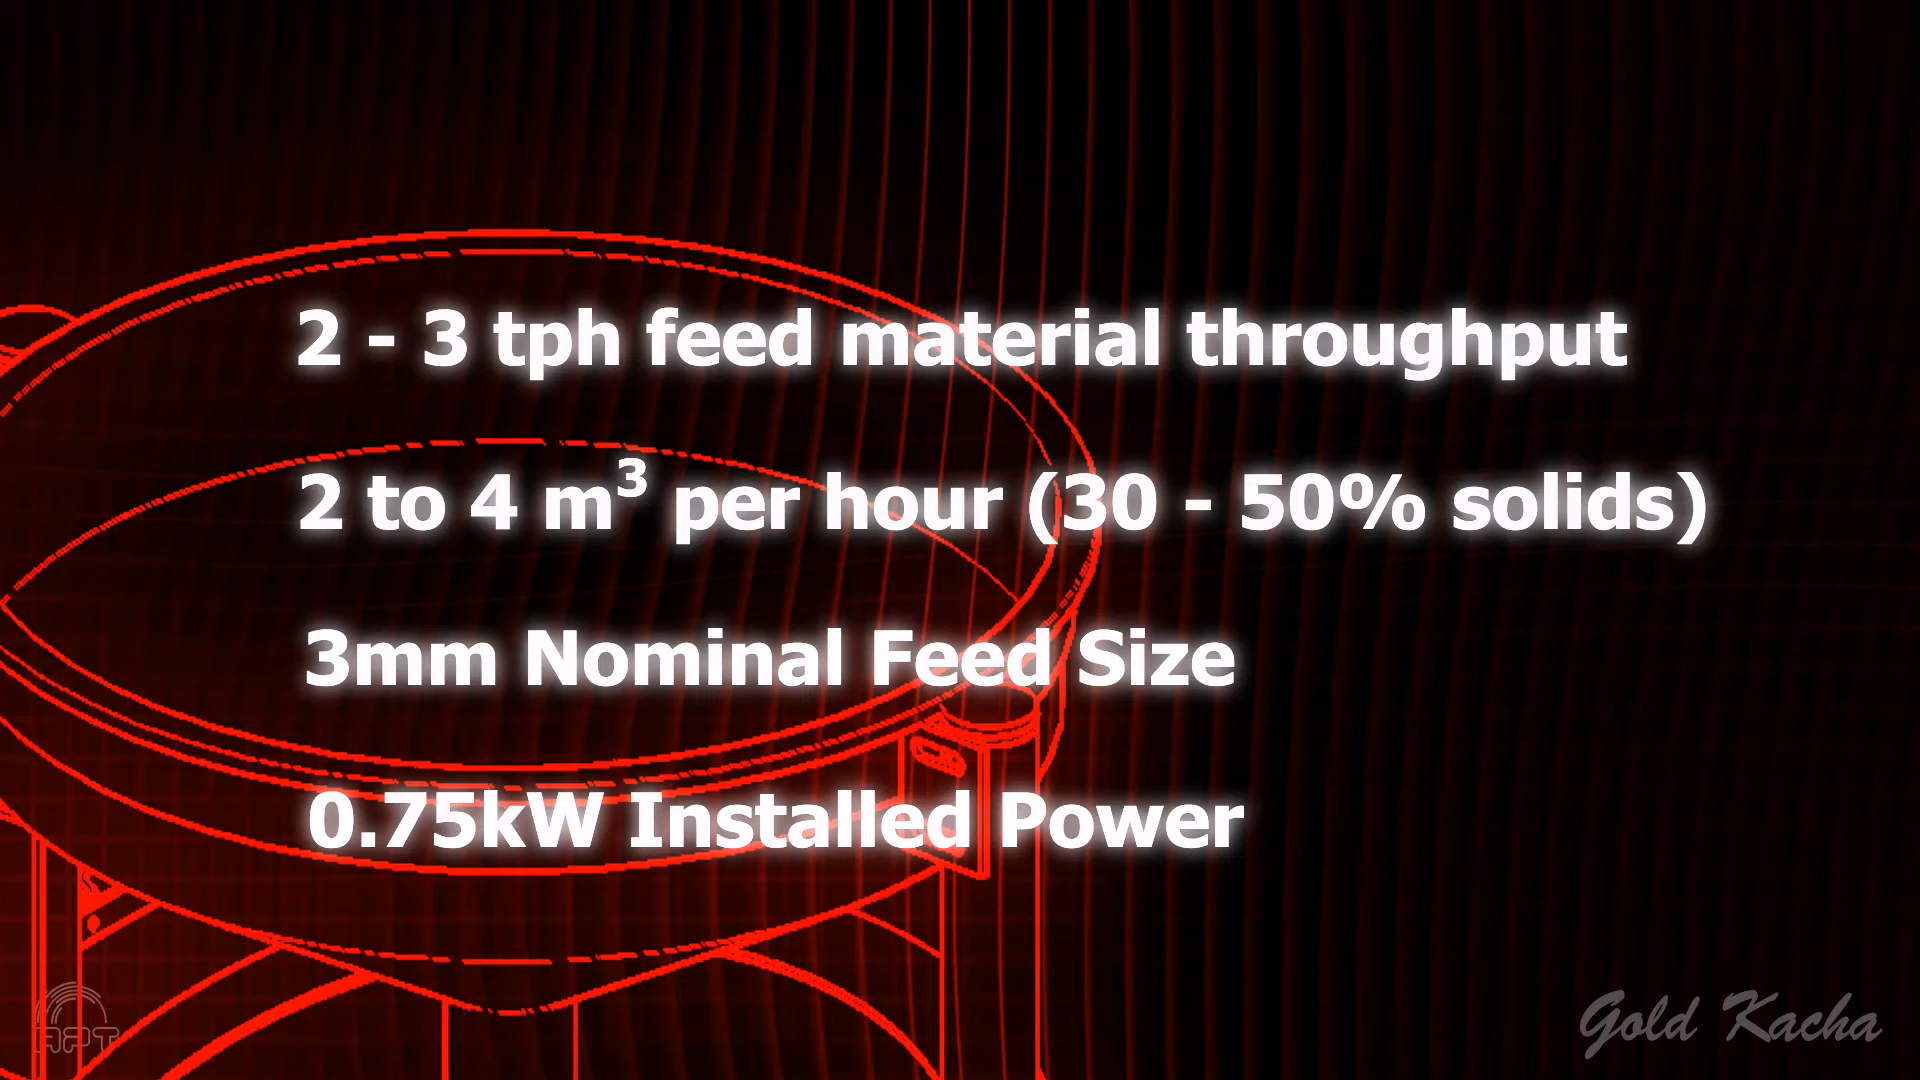 2 - 3 tph feed material throughput
2 to 4 m³ per hour (30 - 50% solids)
3mm Nominal Feed Size
0.75kW Installed Power
APT
Gold Kacha